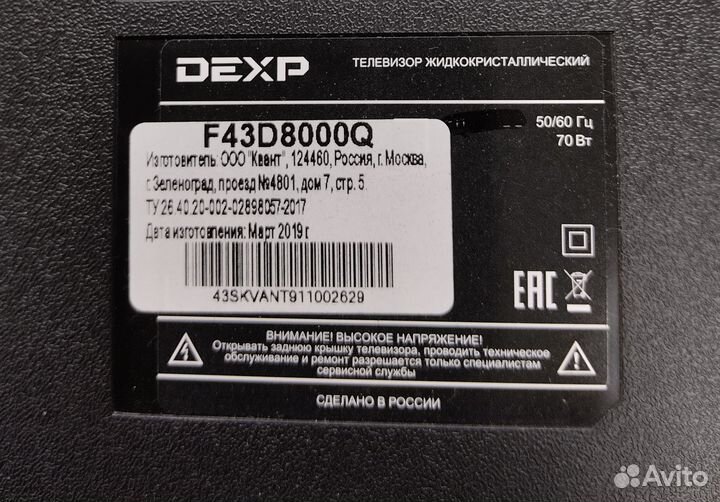 DEXP
ТЕЛЕВИЗОР ЖИДКОКРИСТАЛЛИЧЕСКИЙ
50/60 Гц
70 Вт
F43D8000Q
Изготовитель: ООО "Квант", 124460, Россия, г. Москва,
г. Зеленоград, проезд №4801, дом 7, стр. 5.
ТУ 26.40.20-002-02898057-2017
Дата изготовления: Март 2019 г.
43SKVANT911002629
EAC
ВНИМАНИЕ! ВЫСОКОЕ НАПРЯЖЕНИЕ!
Открывать заднюю крышку телевизора, проводить техническое
обслуживание и ремонт разрешается только специалистам
сервисной службы
СДЕЛАНО В РОССИИ
Avito